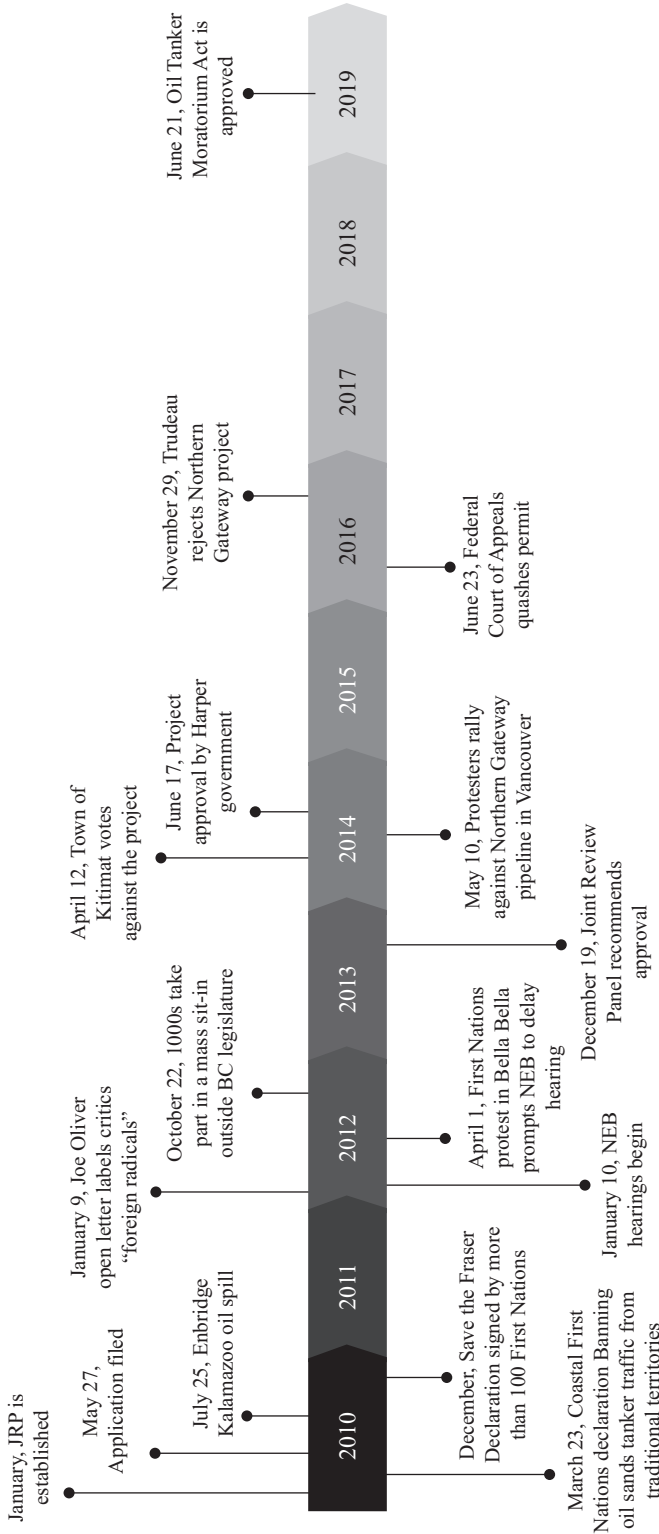 January, JRP is
established
May 27,
Application filed
July 25, Enbridge
Kalamazoo oil spill
January 9, Joe Oliver
open letter labels critics
“foreign radicals”
October 22, 1000s take
part in a mass sit-in
outside BC legislature
April 12, Town of
Kitimat votes
against the project
June 17, Project
approval by Harper
government
November 29, Trudeau
rejects Northern
Gateway project
June 21, Oil Tanker
Moratorium Act is
approved
2010
2011
2012
2013
2014
2015
2016
2017
2018
2019
March 23, Coastal First
Nations declaration Banning
oil sands tanker traffic from
traditional territories
December, Save the Fraser
Declaration signed by more
than 100 First Nations
January 10, NEB
hearings begin
April 1, First Nations
protest in Bella Bella
prompts NEB to delay
hearing
December 19, Joint Review
Panel recommends
approval
May 10, Protesters rally
against Northern Gateway
pipeline in Vancouver
June 23, Federal
Court of Appeals
quashes permit